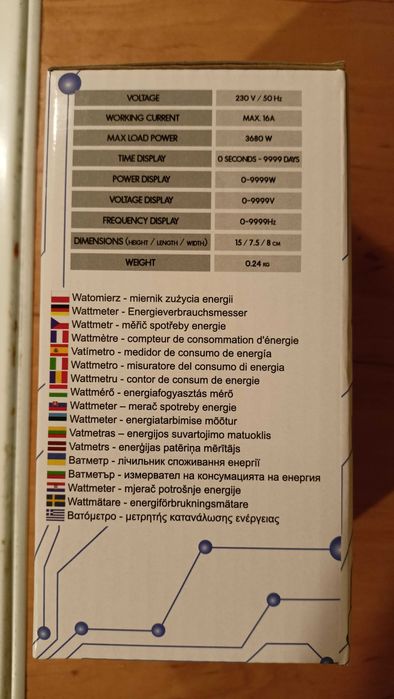 VOLTAGE 230 V / 50 Hz
WORKING CURRENT MAX. 16A
MAX LOAD POWER 3680 W
TIME DISPLAY 0 SECONDS - 9999 DAYS
POWER DISPLAY 0-9999W
VOLTAGE DISPLAY 0-9999V
FREQUENCY DISPLAY 0-9999Hz
DIMENSIONS (HEIGHT / LENGTH / WIDTH) 15 / 7.5 / 8 CM
WEIGHT 0.24 KG
Watomierz - miernik zużycia energii
Wattmeter - Energieverbrauchsmesser
Wattmetr - měřič spotřeby energie
Wattmètre - compteur de consommation d'énergie
Vatímetro - medidor de consumo de energía
Wattmetro - misuratore del consumo di energia
Wattmetru - contor de consum de energie
Wattmérő - energiafogyasztás mérő
Wattmeter – merač spotreby energie
Wattmeter - energiatarbimise mõõtur
Vatmetras – energijos suvartojimo matuoklis
Vatmetrs - enerģijas patēriņa mērītājs
Ватметр - лічильник споживання енергії
Ватметър - измервател на консумацията на енергия
Wattmeter - mjerač potrošnje energije
Wattmätare - energiförbrukningsmätare
Βατόμετρο - μετρητής κατανάλωσης ενέργειας